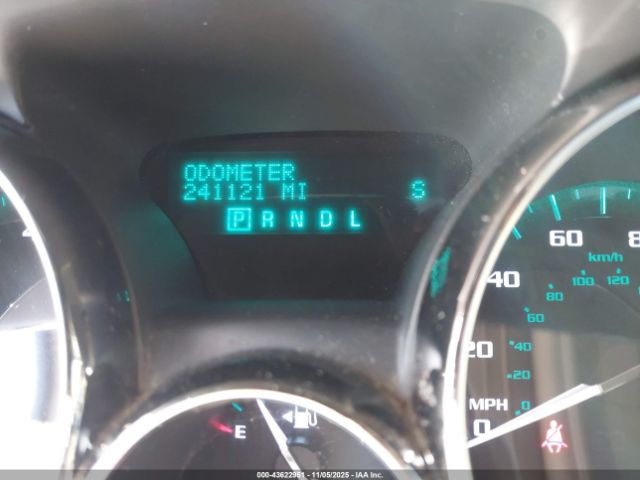 ODOMETER
241121 MI S
P R N D L
60 8
km/h
40 80 100 120
60
20 40
20
MPH 0
0
E
000-43622961 - 11/05/2025 - IAA Inc.